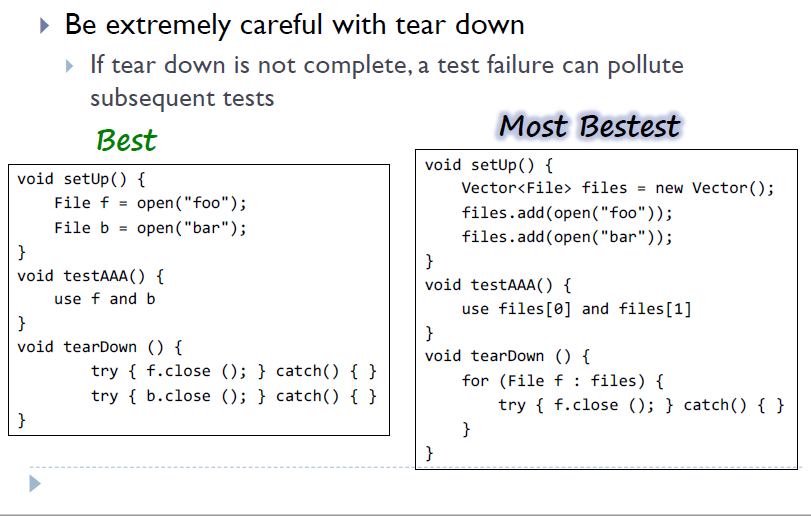 Be extremely careful with tear down
If tear down is not complete, a test failure can pollute
subsequent tests
Best
void setUp() {
File f = open("foo");
File b = open("bar");
}
void testAAA() {
use f and b
}
void tearDown () {
try { f.close (); } catch() { }
try { b.close (); } catch() { }
}
Most Bestest
void setUp() {
Vector<File> files = new Vector();
files.add(open("foo"));
files.add(open("bar"));
}
void testAAA() {
use files[0] and files[1]
}
void tearDown () {
for (File f : files) {
try { f.close (); } catch() { }
}
}